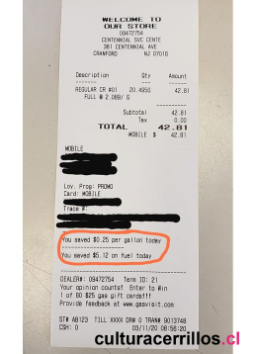 WELCOME TO
OUR STORE
09472754
CENTENNIAL SVC CENTE
361 CENTENNIAL AVE
CRANFORD NJ 07016
Description Qty Amount
REGULAR CR #01 20.495G 42.81
FULL @ 2.089/ G
Subtotal 42.81
Tax 0.00
TOTAL 42.81
MOBILE $ 42.81
MOBILE
Loy. Prog: PROMO
Card: MOBILE
Trace #:
You saved $0.25 per gallon today
You saved $5.12 on fuel today
DEALER#: 09472754 Term ID: 21
Your opinion counts! Enter to Win
1 of 60 $25 gas gift cards!!!
Provide feedback at www.gasvisit.com
ST# AB123 TILL XXXX DR# 0 TRAN# 9013748
CSH: 0 03/11/20 08:56:20
culturacerrillos.cl